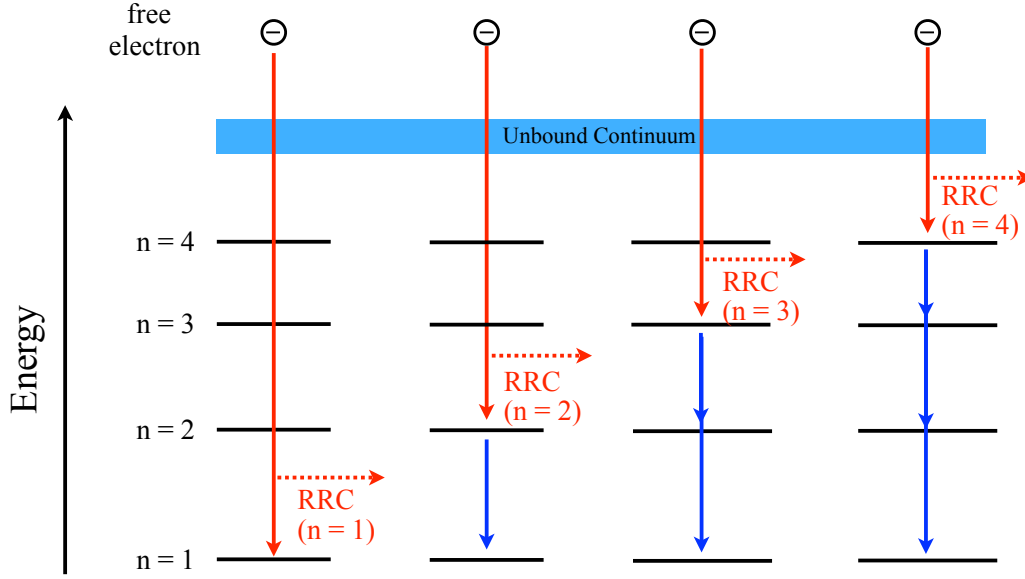 free
electron
Unbound Continuum
RRC
(n = 4)
n = 4
RRC
(n = 3)
n = 3
RRC
(n = 2)
n = 2
RRC
(n = 1)
n = 1
Energy